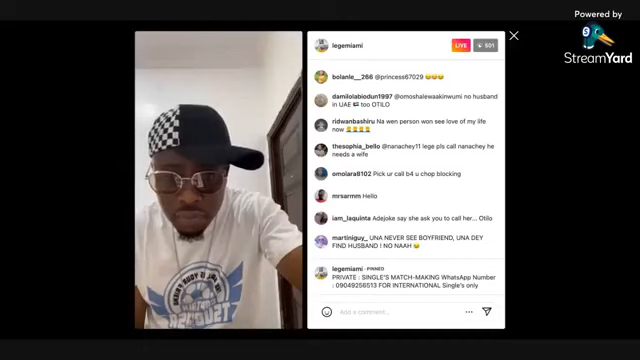 Powered by
StreamYard
legemiami
LIVE
501
bolanle__266 @princess67029 😂😂😂
damilolabiodun1997 @omoshalewaakinwumi no husband
in UAE 🇦🇪 too OTILO
ridwanbashiru Na wen person won see love of my life
now
thesophia_bello @nanachey11 lege pls call nanachey he
needs a wife
omolara8102 Pick ur call b4 u chop blocking
mrsarmm Hello
iam_laquinta Adejoke say she ask you to call her... Otilo
martiniguy_ UNA NEVER SEE BOYFRIEND, UNA DEY
FIND HUSBAND ! NO NAAH 😂
legemiami PINNED
PRIVATE : SINGLE'S MATCH-MAKING WhatsApp Number
: 09049256513 FOR INTERNATIONAL Single's only
Add a comment...